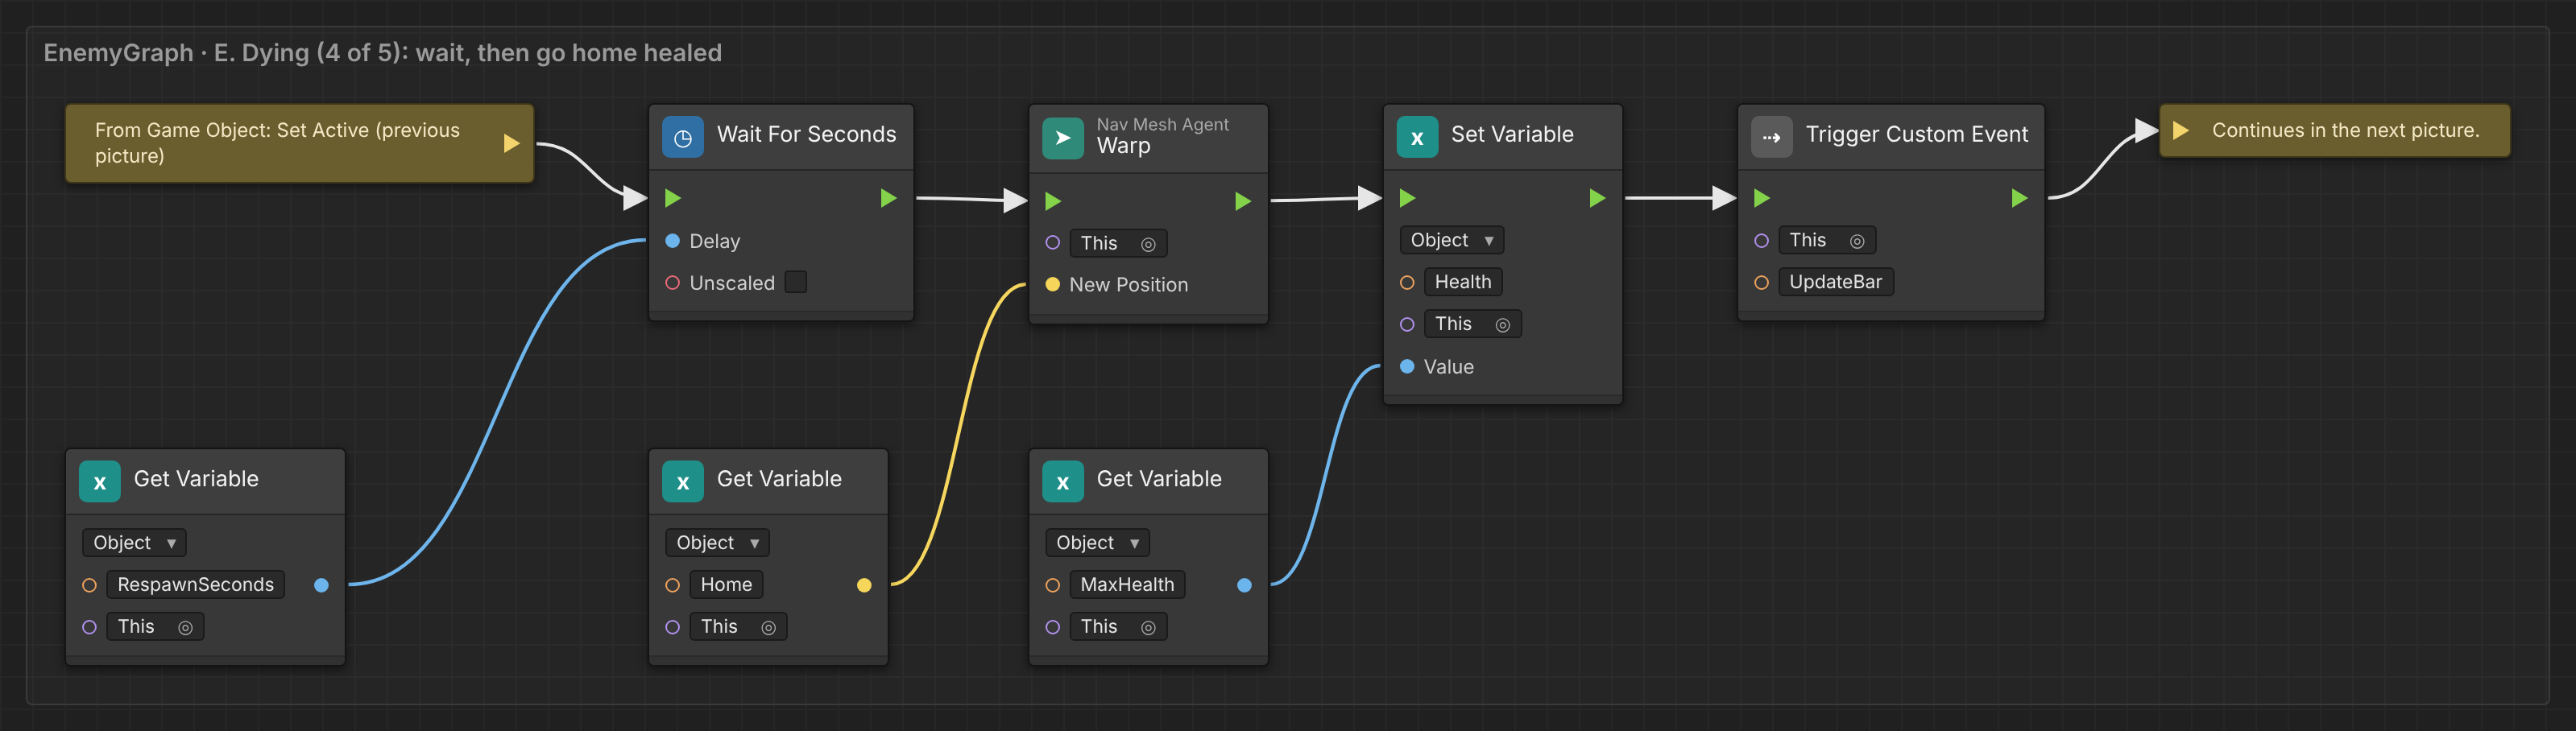 EnemyGraph · E. Dying (4 of 5): wait, then go home healed
From Game Object: Set Active (previous
picture)
Wait For Seconds
Delay
Unscaled
Nav Mesh Agent
Warp
This
New Position
x
Set Variable
Object
Health
This
Value
Trigger Custom Event
This
UpdateBar
Continues in the next picture.
x
Get Variable
Object
RespawnSeconds
This
x
Get Variable
Object
Home
This
x
Get Variable
Object
MaxHealth
This